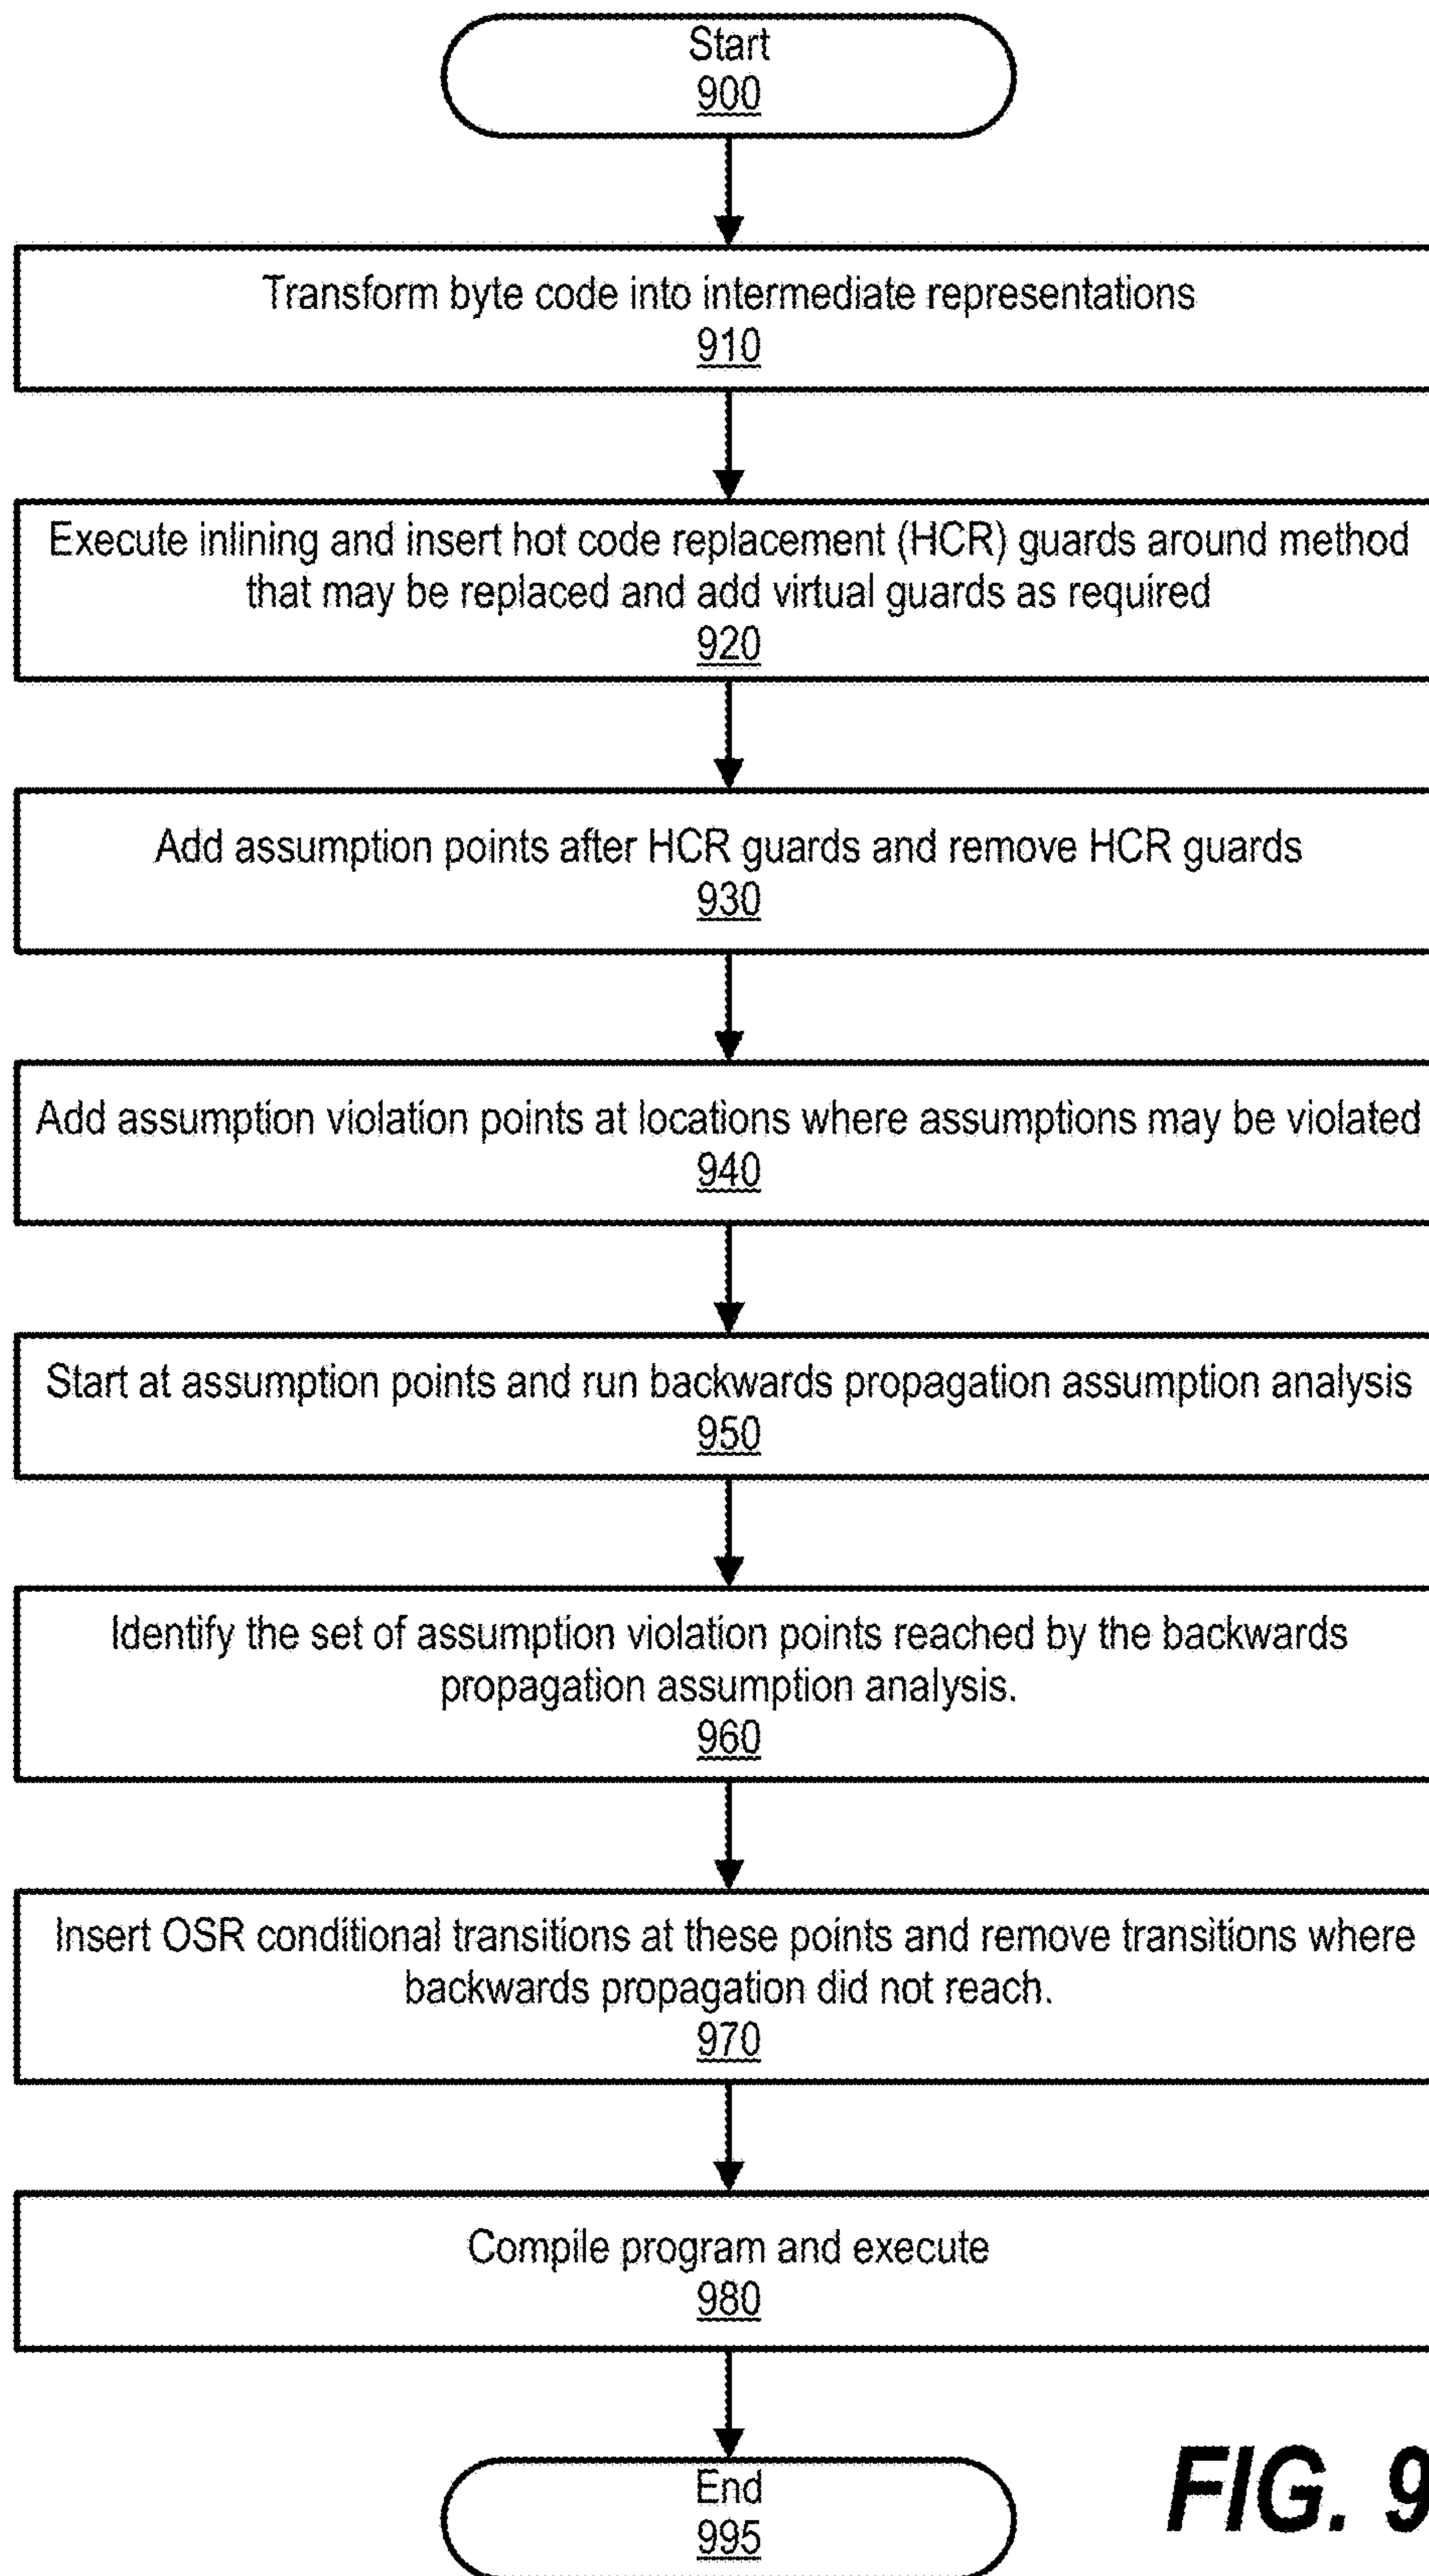 Start
900
Transform byte code into intermediate representations
910
Execute inlining and insert hot code replacement (HCR) guards around method
that may be replaced and add virtual guards as required
920
Add assumption points after HCR guards and remove HCR guards
930
Add assumption violation points at locations where assumptions may be violated
940
Start at assumption points and run backwards propagation assumption analysis
950
Identify the set of assumption violation points reached by the backwards
propagation assumption analysis.
960
Insert OSR conditional transitions at these points and remove transitions where
backwards propagation did not reach.
970
Compile program and execute
980
End
995
FIG. 9